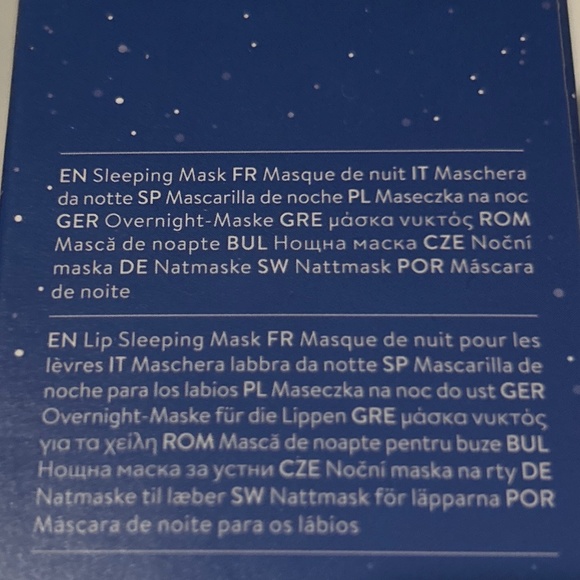 EN Sleeping Mask FR Masque de nuit IT Maschera
da notte SP Mascarilla de noche PL Maseczka na noc
GER Overnight-Maske GRE μάσκα νυκτός ROM
Mască de noapte BUL Нощна маска CZE Noční
maska DE Natmaske SW Nattmask POR Máscara
de noite
EN Lip Sleeping Mask FR Masque de nuit pour les
lèvres IT Maschera labbra da notte SP Mascarilla de
noche para los labios PL Maseczka na noc do ust GER
Overnight-Maske für die Lippen GRE μάσκα νυκτός
για τα χείλη ROM Mască de noapte pentru buze BUL
Нощна маска за устни CZE Noční maska na rty DE
Natmaske til læber SW Nattmask för läpparna POR
Máscara de noite para os lábios